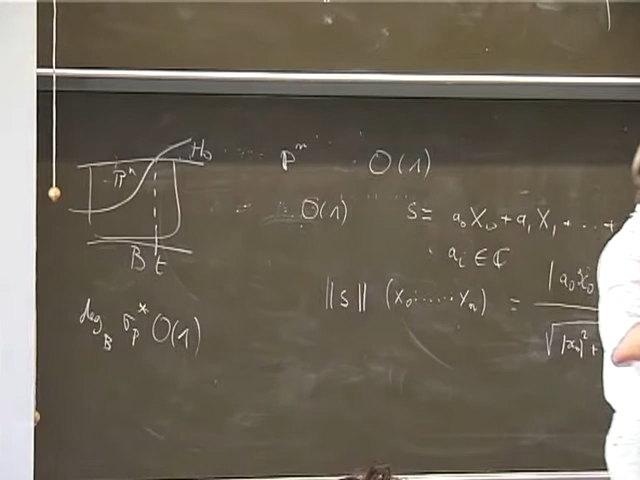 H₀ ..... Pⁿ O(1)
Pⁿ
Ō(1) S = a₀X₀ + a₁X₁ + ... +
B t
aᵢ ∈ ℂ
‖s‖ (x₀.....xₙ) = |a₀x₀ / √|x₀|² +
deg_B σ_P* O(1)